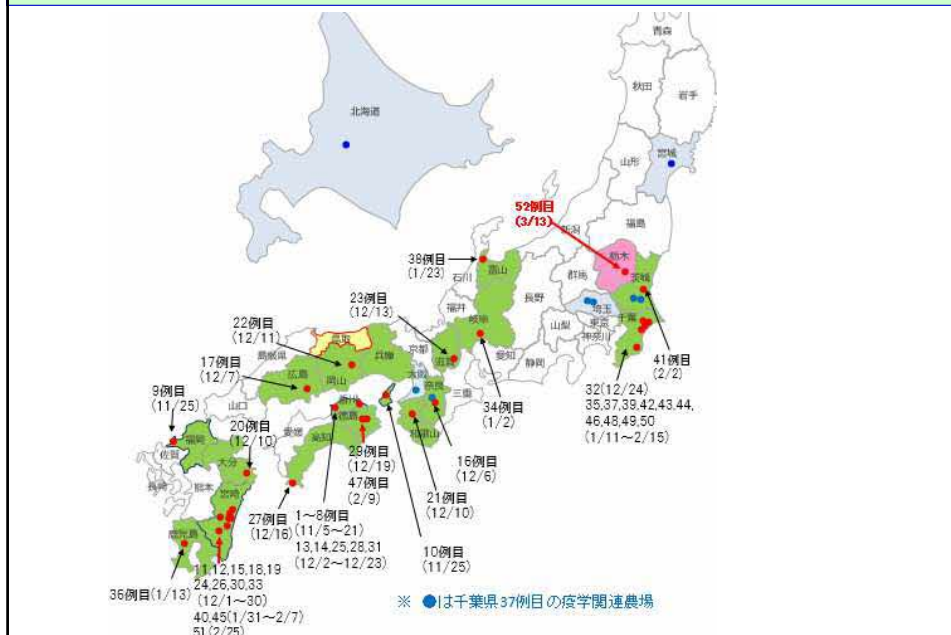 青森
秋田
岩手
北海道
山形
宮城
52例目
(3/13)
新潟
福島
栃木
38例目
(1/23)
石川
富山
群馬
茨城
23例目
(12/13)
福井
長野
埼玉
岐阜
山梨
東京
千葉
神奈川
22例目
(12/11)
鳥取
京都
兵庫
滋賀
愛知
静岡
41例目
(2/2)
17例目
(12/7)
島根県
広島
岡山
大阪
奈良
三重
34例目
(1/2)
32(12/24)
35,37,39,42,43,44,
46,48,49,50
(1/11～2/15)
9例目
(11/25)
山口
香川
徳島
和歌山
20例目
(12/10)
愛媛
高知
福岡
佐賀
大分
長崎
熊本
宮崎
鹿児島
29例目
(12/19)
47例目
(2/9)
16例目
(12/6)
21例目
(12/10)
27例目
(12/16)
1～8例目
(11/5～21)
13,14,25,28,31
(12/2～12/23)
10例目
(11/25)
36例目(1/13)
11,12,15,18,19
24,26,30,33
(12/1～30)
40,45(1/31～2/7)
51(2/25)
※ ●は千葉県37例目の疫学関連農場